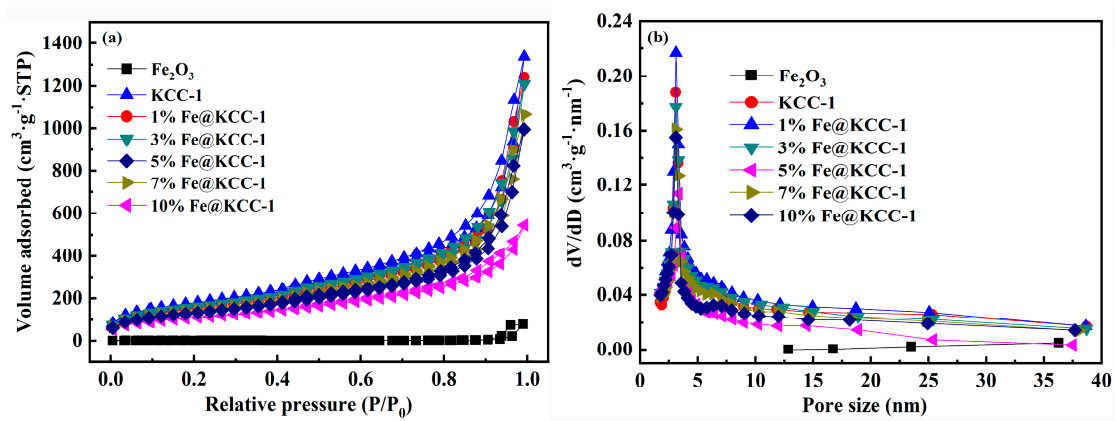 (a)
Volume adsorbed (cm³·g⁻¹·STP)
1400
1200
1000
800
600
400
200
0
Fe₂O₃
KCC-1
1% Fe@KCC-1
3% Fe@KCC-1
5% Fe@KCC-1
7% Fe@KCC-1
10% Fe@KCC-1
0.0 0.2 0.4 0.6 0.8 1.0
Relative pressure (P/P₀)
(b)
dV/dD (cm³·g⁻¹·nm⁻¹)
0.24
0.20
0.16
0.12
0.08
0.04
0.00
Fe₂O₃
KCC-1
1% Fe@KCC-1
3% Fe@KCC-1
5% Fe@KCC-1
7% Fe@KCC-1
10% Fe@KCC-1
0 5 10 15 20 25 30 35 40
Pore size (nm)